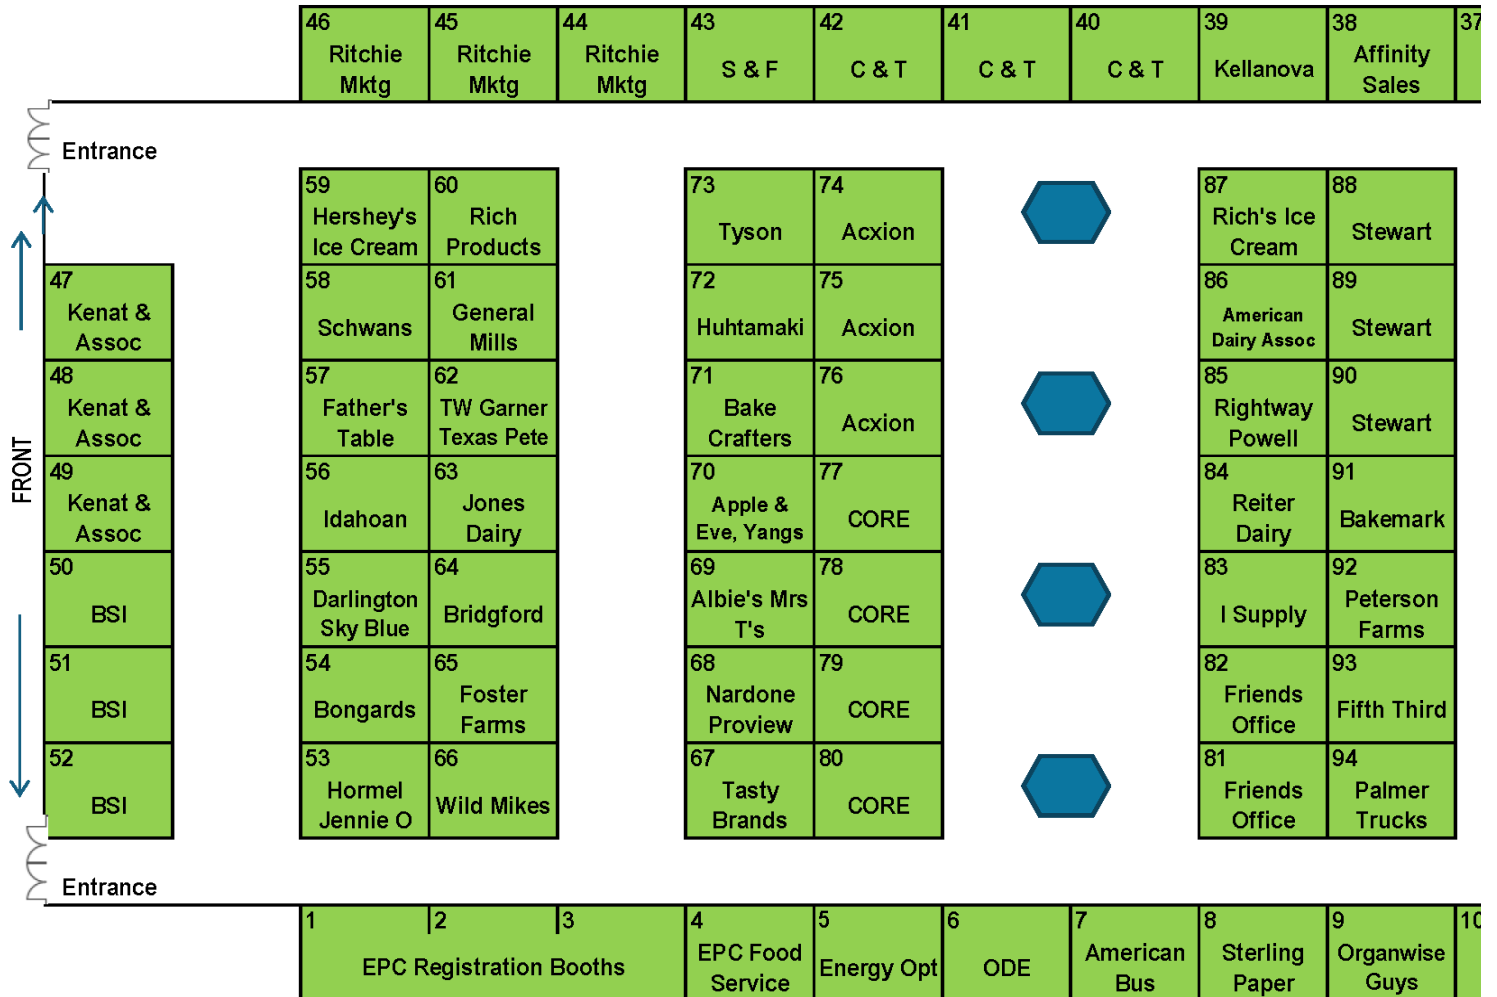 46
Ritchie
Mktg
45
Ritchie
Mktg
44
Ritchie
Mktg
43
S & F
42
C & T
41
C & T
40
C & T
39
Kellanova
38
Affinity
Sales
37
Entrance
FRONT
47
Kenat &
Assoc
48
Kenat &
Assoc
49
Kenat &
Assoc
50
BSI
51
BSI
52
BSI
59
Hershey's
Ice Cream
60
Rich
Products
58
Schwans
61
General
Mills
57
Father's
Table
62
TW Garner
Texas Pete
56
Idahoan
63
Jones
Dairy
55
Darlington
Sky Blue
64
Bridgford
54
Bongards
65
Foster
Farms
53
Hormel
Jennie O
66
Wild Mikes
73
Tyson
74
Acxion
72
Huhtamaki
75
Acxion
71
Bake
Crafters
76
Acxion
70
Apple &
Eve, Yangs
77
CORE
69
Albie's Mrs
T's
78
CORE
68
Nardone
Proview
79
CORE
67
Tasty
Brands
80
CORE
87
Rich's Ice
Cream
88
Stewart
86
American
Dairy Assoc
89
Stewart
85
Rightway
Powell
90
Stewart
84
Reiter
Dairy
91
Bakemark
83
I Supply
92
Peterson
Farms
82
Friends
Office
93
Fifth Third
81
Friends
Office
94
Palmer
Trucks
Entrance
1
2
3
EPC Registration Booths
4
EPC Food
Service
5
Energy Opt
6
ODE
7
American
Bus
8
Sterling
Paper
9
Organwise
Guys
10